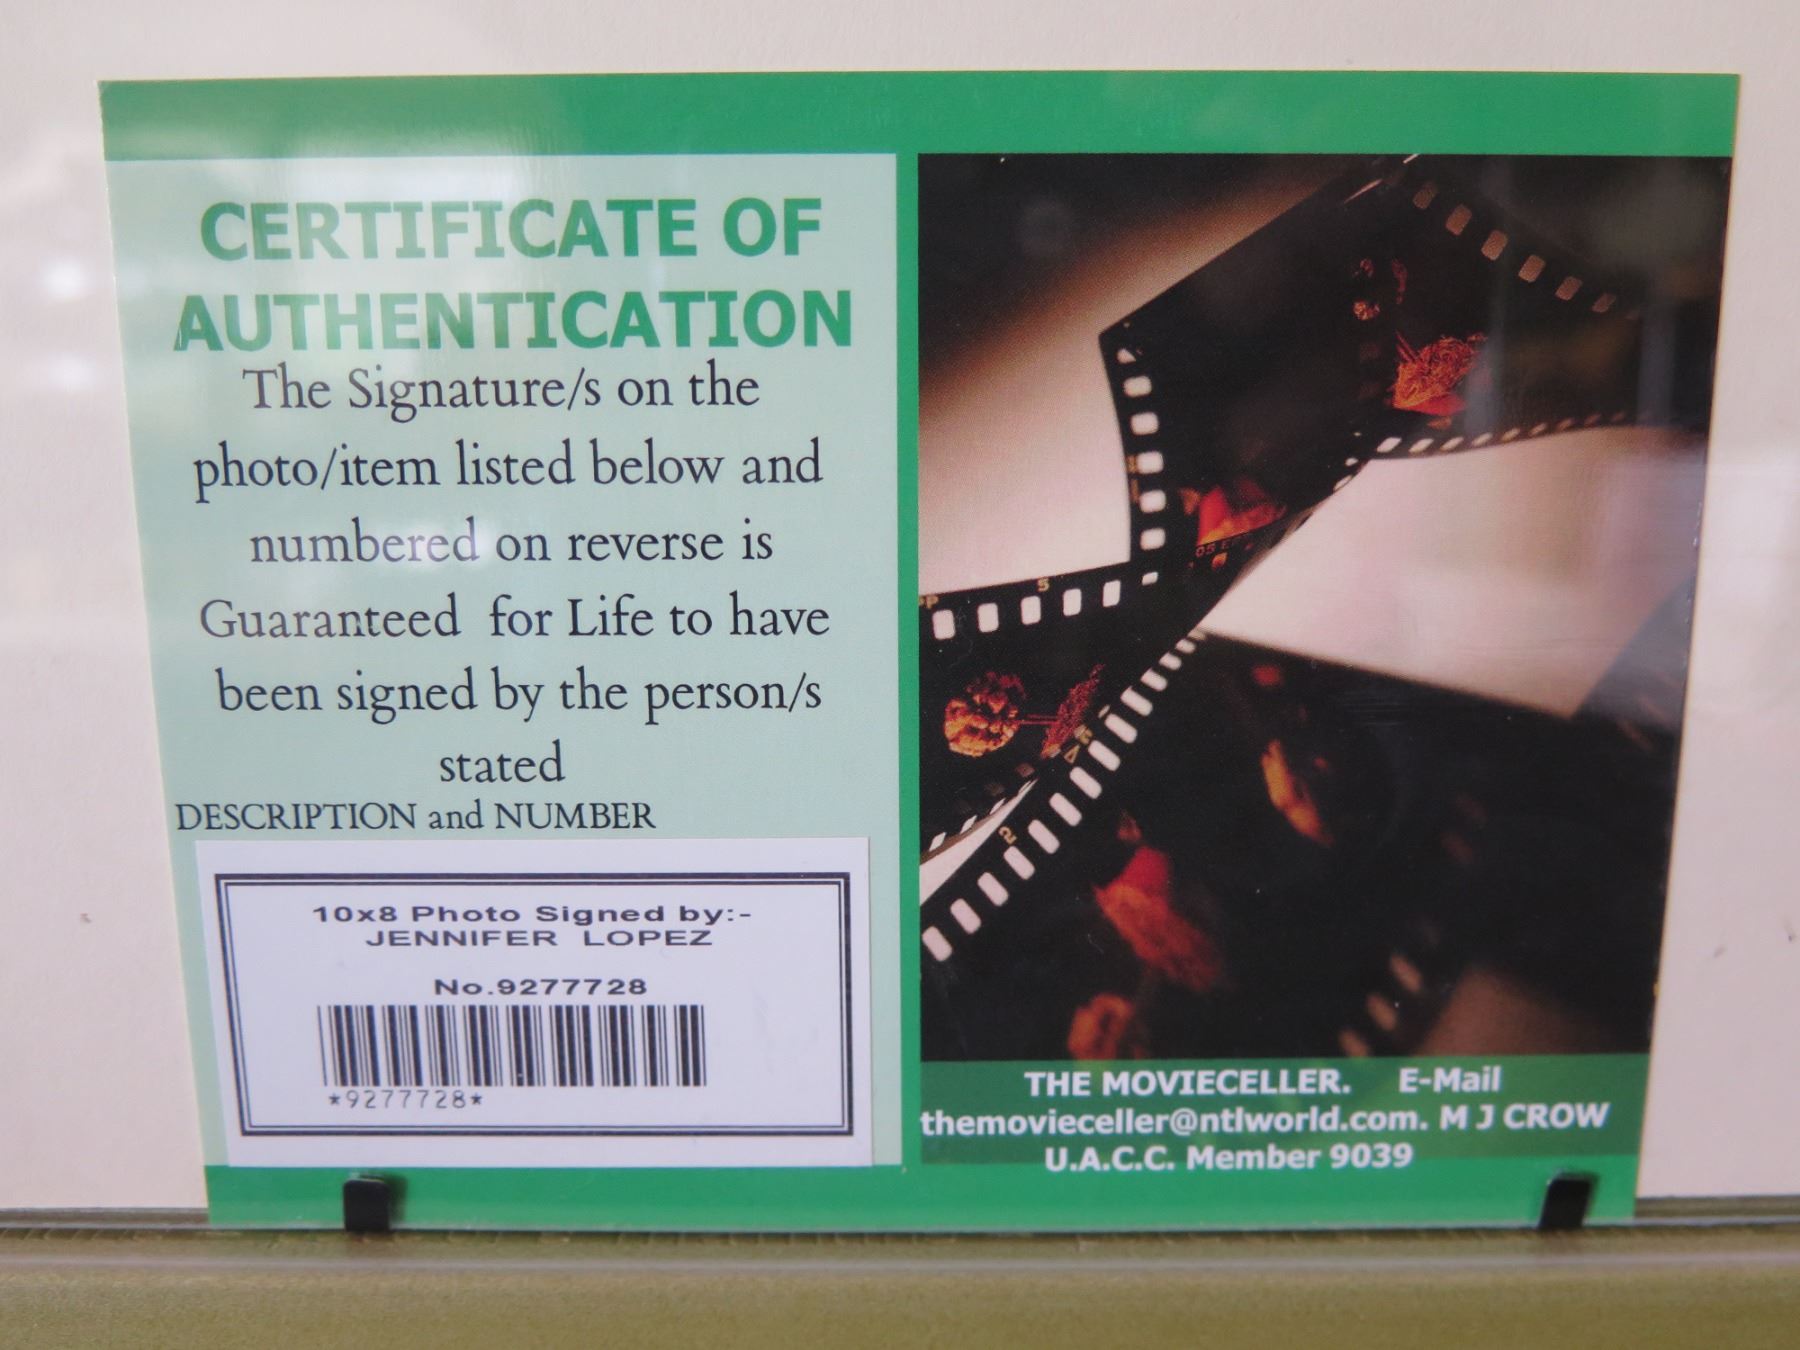 CERTIFICATE OF
AUTHENTICATION
The Signature/s on the
photo/item listed below and
numbered on reverse is
Guaranteed for Life to have
been signed by the person/s
stated
DESCRIPTION and NUMBER
10x8 Photo Signed by:-
JENNIFER LOPEZ
No.9277728
*9277728*
5
2
THE MOVIECELLER. E-Mail
themovieceller@ntlworld.com. M J CROW
U.A.C.C. Member 9039